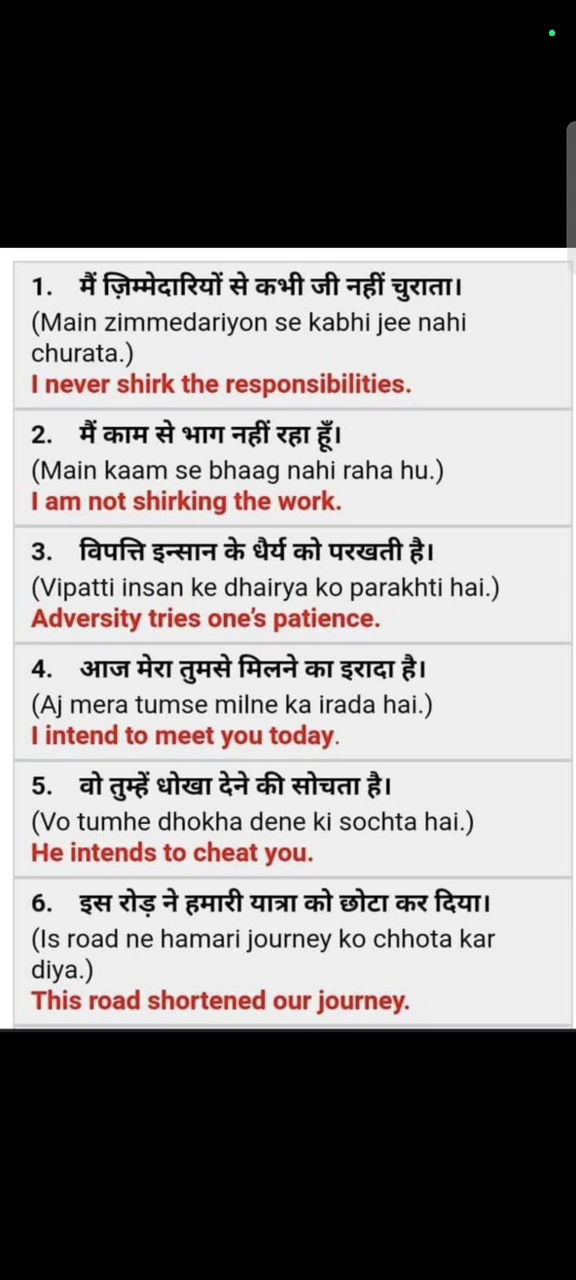 1. मैं ज़िम्मेदारियों से कभी जी नहीं चुराता।
(Main zimmedariyon se kabhi jee nahi
churata.)
I never shirk the responsibilities.
2. मैं काम से भाग नहीं रहा हूँ।
(Main kaam se bhaag nahi raha hu.)
I am not shirking the work.
3. विपत्ति इन्सान के धैर्य को परखती है।
(Vipatti insan ke dhairya ko parakhti hai.)
Adversity tries one's patience.
4. आज मेरा तुमसे मिलने का इरादा है।
(Aj mera tumse milne ka irada hai.)
I intend to meet you today.
5. वो तुम्हें धोखा देने की सोचता है।
(Vo tumhe dhokha dene ki sochta hai.)
He intends to cheat you.
6. इस रोड़ ने हमारी यात्रा को छोटा कर दिया।
(Is road ne hamari journey ko chhota kar
diya.)
This road shortened our journey.